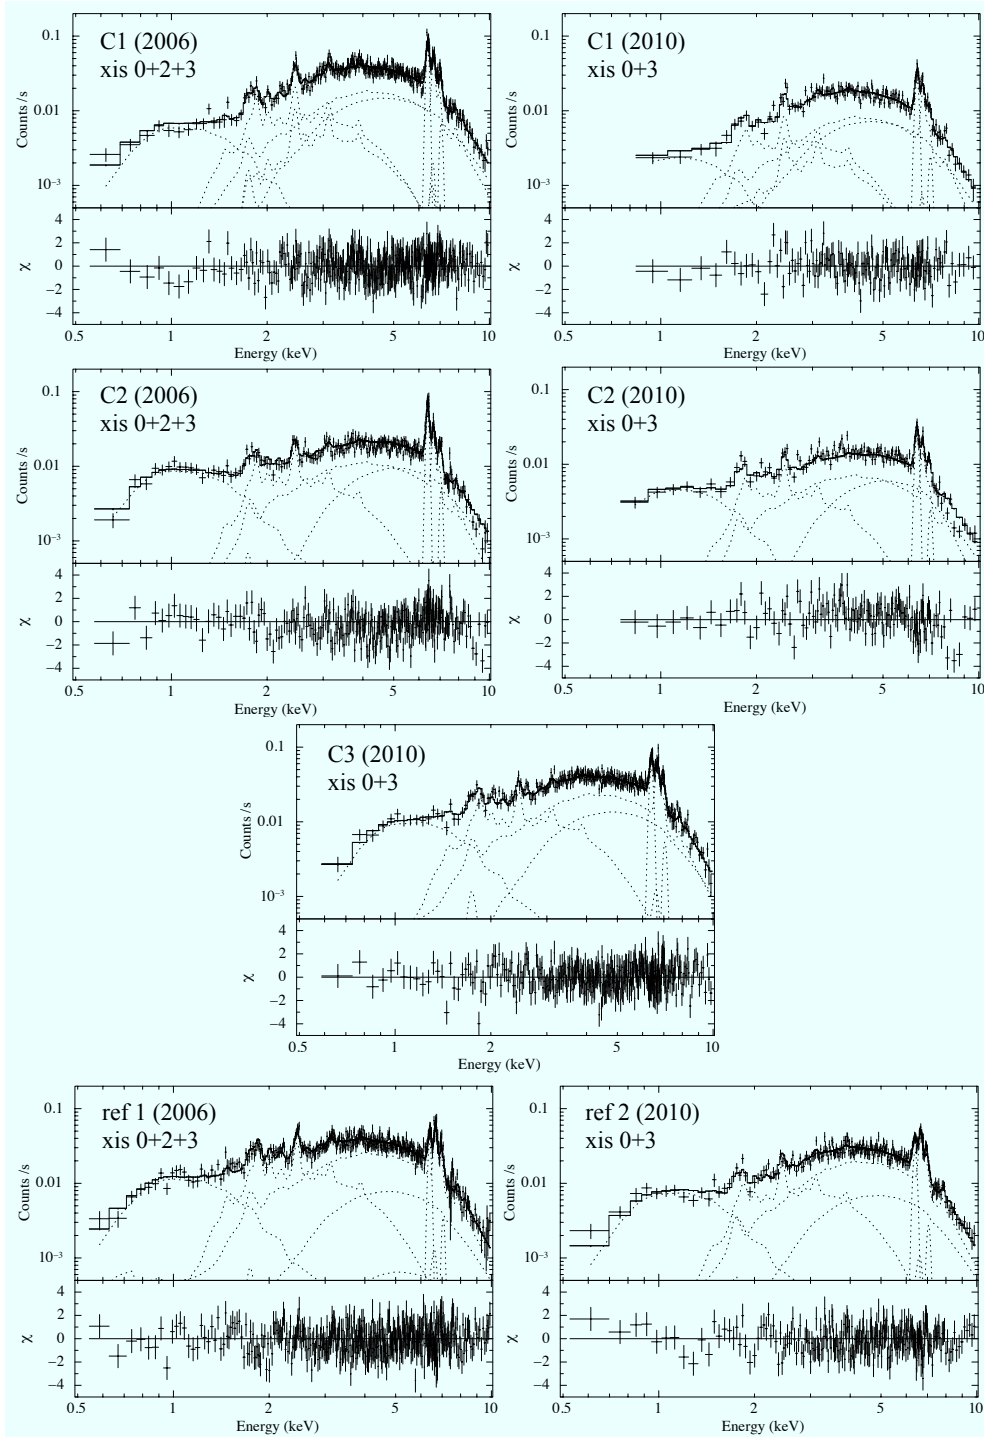 C1 (2006)
xis 0+2+3
0.1
0.01
10⁻³
Counts /s
4
2
0
−2
−4
χ
0.5 1 2 5 10
Energy (keV)
C1 (2010)
xis 0+3
0.1
0.01
10⁻³
Counts /s
4
2
0
−2
−4
χ
0.5 1 2 5 10
Energy (keV)
C2 (2006)
xis 0+2+3
0.1
0.01
10⁻³
Counts /s
4
2
0
−2
−4
χ
0.5 1 2 5 10
Energy (keV)
C2 (2010)
xis 0+3
0.1
0.01
10⁻³
Counts /s
4
2
0
−2
−4
χ
0.5 1 2 5 10
Energy (keV)
C3 (2010)
xis 0+3
0.1
0.01
10⁻³
Counts /s
4
2
0
−2
−4
χ
0.5 1 2 5 10
Energy (keV)
ref 1 (2006)
xis 0+2+3
0.1
0.01
10⁻³
Counts /s
4
2
0
−2
−4
χ
0.5 1 2 5 10
Energy (keV)
ref 2 (2010)
xis 0+3
0.1
0.01
10⁻³
Counts /s
4
2
0
−2
−4
χ
0.5 1 2 5 10
Energy (keV)